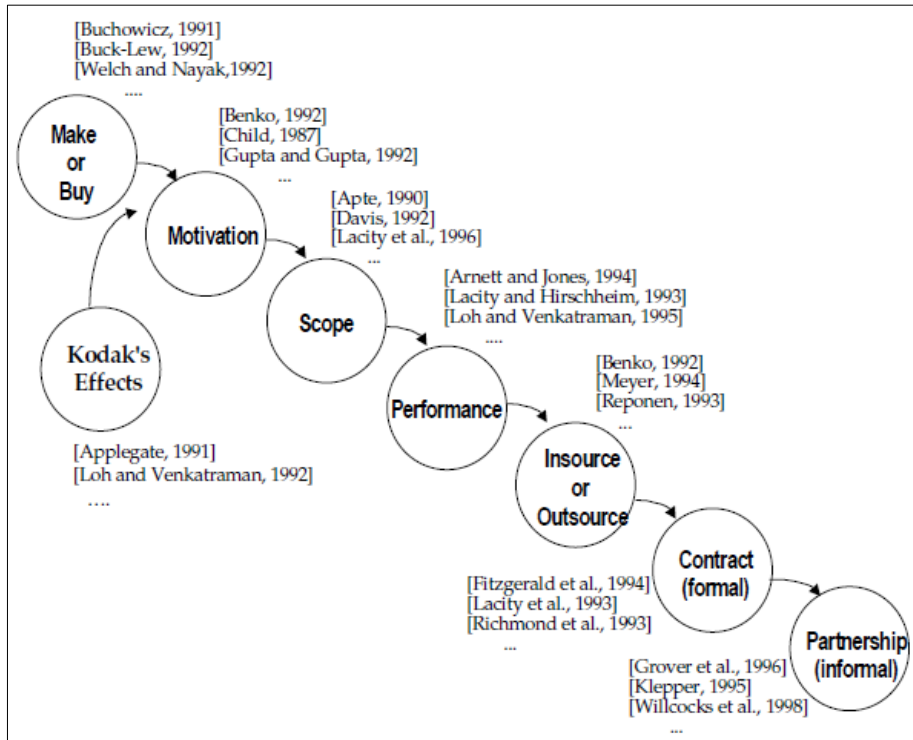 [Buchowicz, 1991]
[Buck-Lew, 1992]
[Welch and Nayak,1992]
....
Make
or
Buy
[Benko, 1992]
[Child, 1987]
[Gupta and Gupta, 1992]
...
Motivation
[Apte, 1990]
[Davis, 1992]
[Lacity et al., 1996]
...
Scope
Kodak's
Effects
[Applegate, 1991]
[Loh and Venkatraman, 1992]
....
[Arnett and Jones, 1994]
[Lacity and Hirschheim, 1993]
[Loh and Venkatraman, 1995]
....
Performance
[Benko, 1992]
[Meyer, 1994]
[Reponen, 1993]
...
Insource
or
Outsource
Contract
(formal)
[Fitzgerald et al., 1994]
[Lacity et al., 1993]
[Richmond et al., 1993]
...
Partnership
(informal)
[Grover et al., 1996]
[Klepper, 1995]
[Willcocks et al., 1998]
...